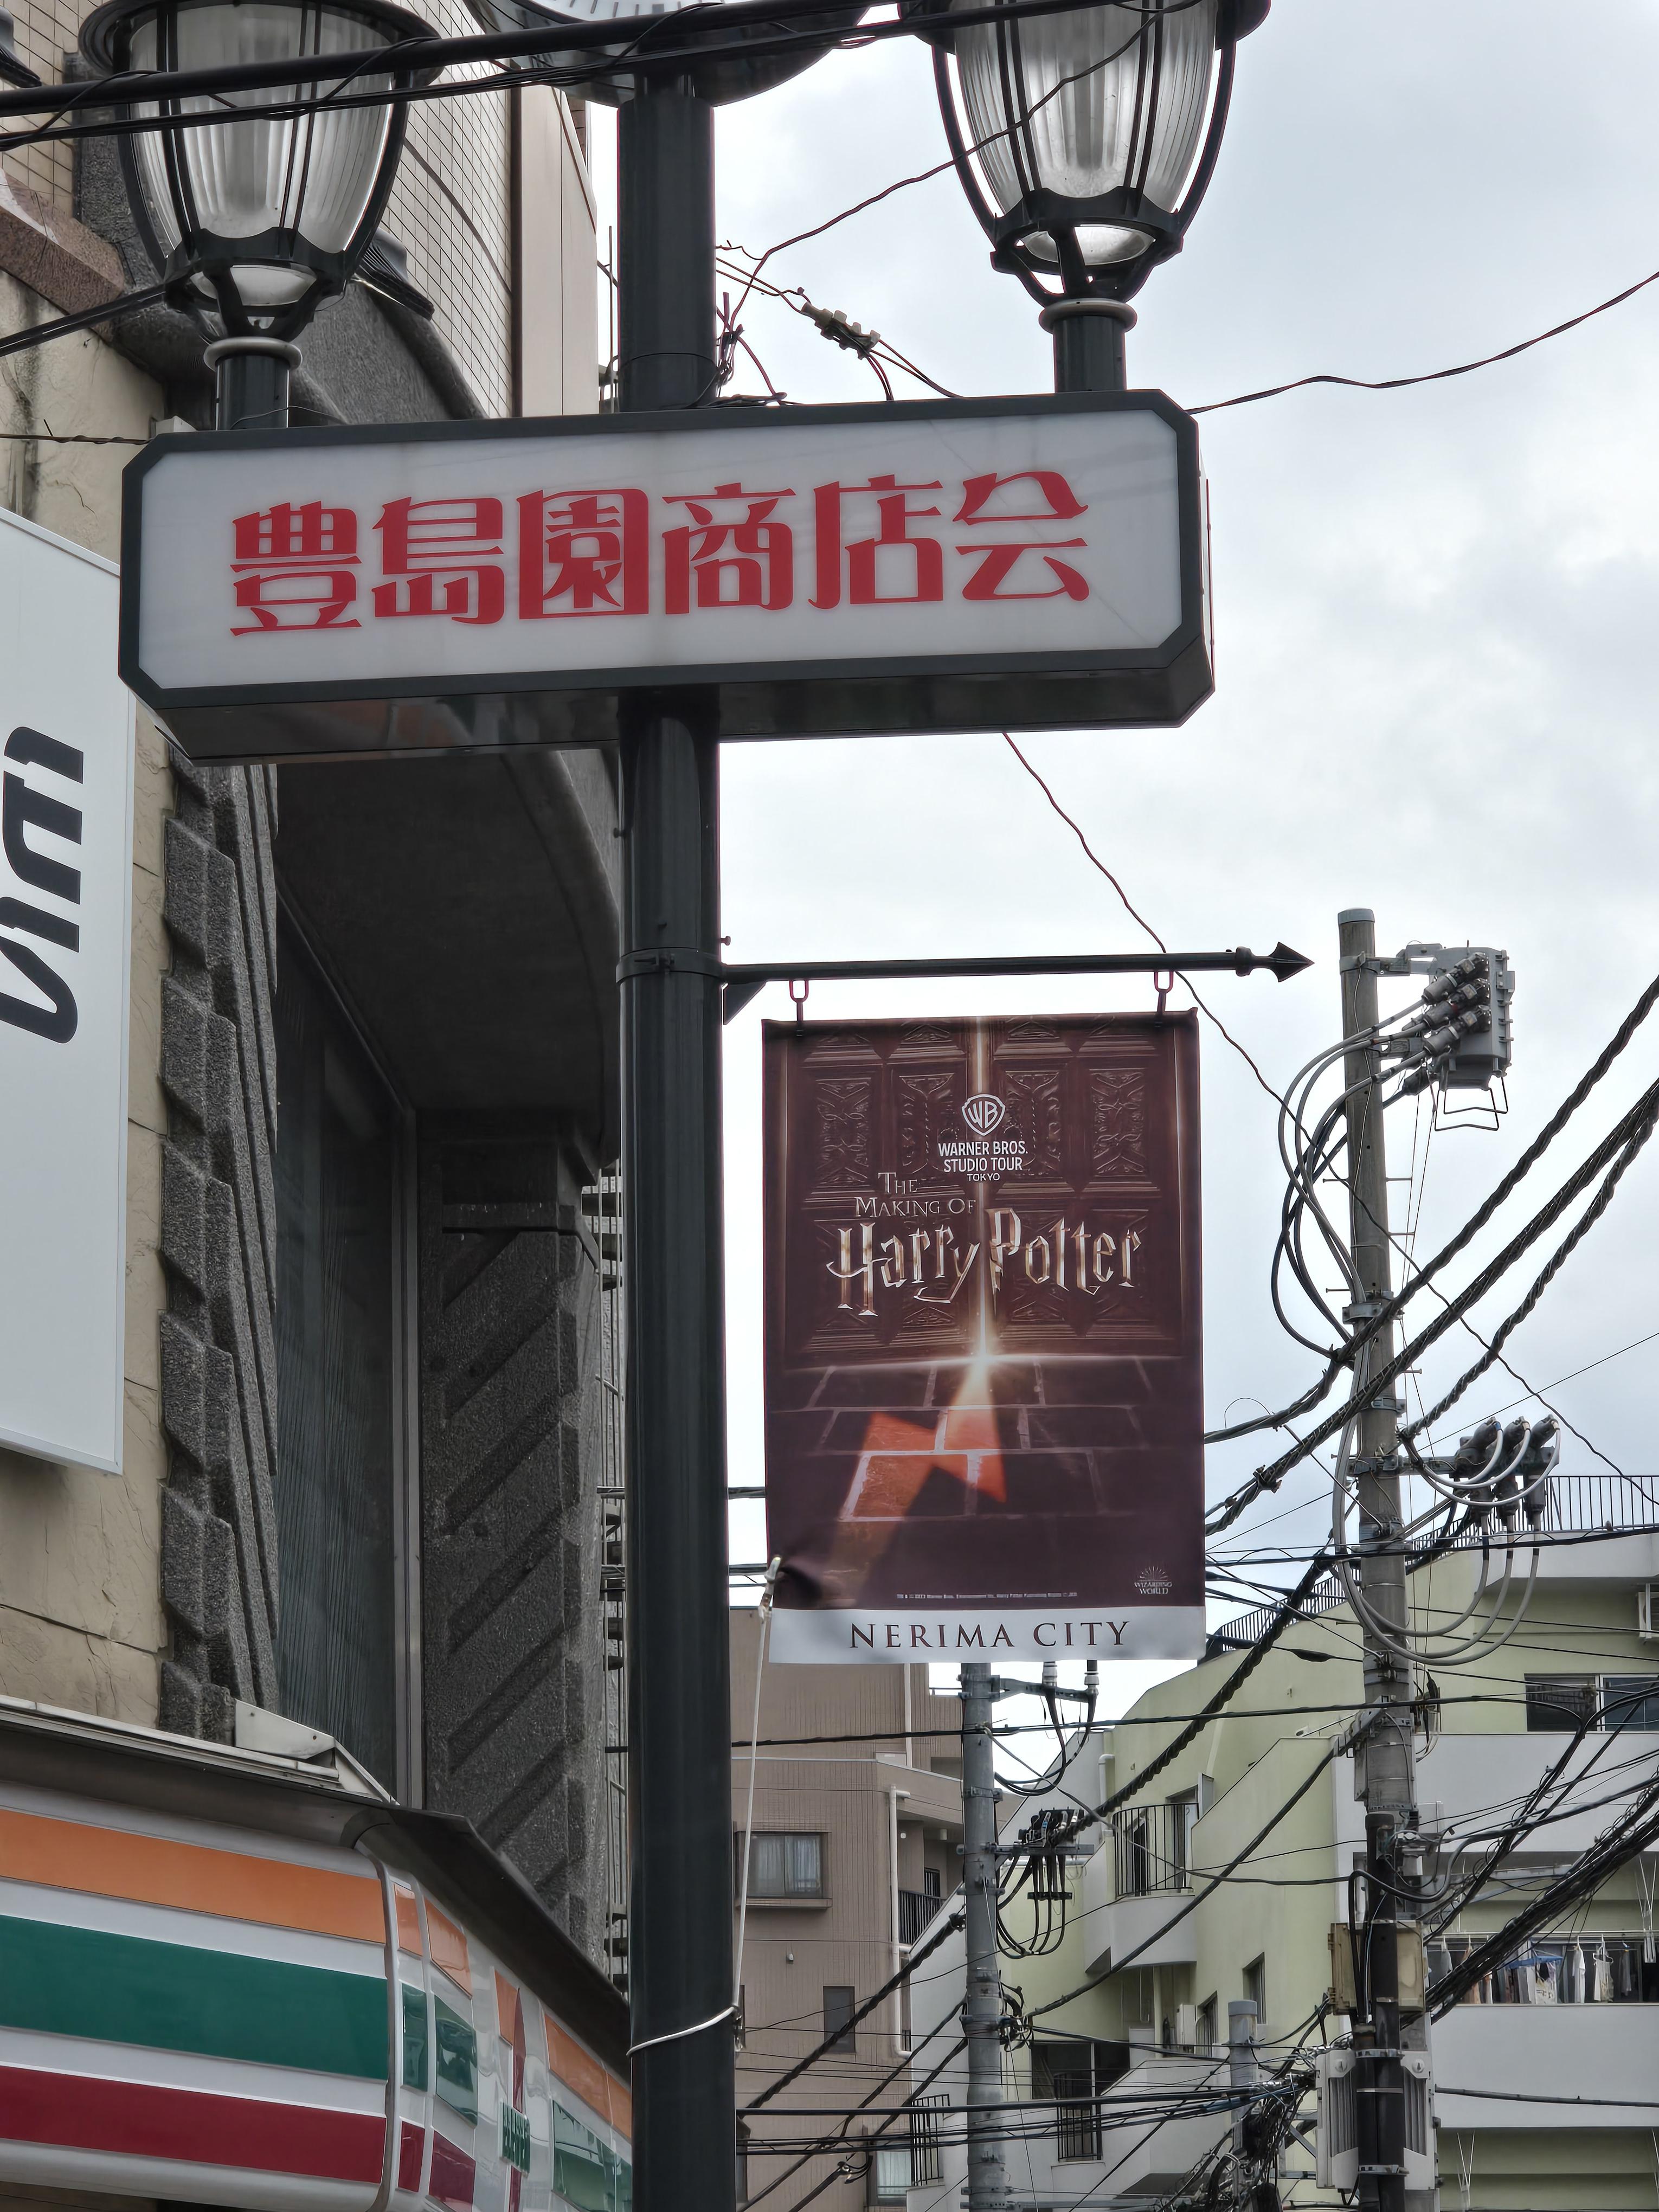 豊島園商店会
WB
WARNER BROS.
STUDIO TOUR
TOKYO
THE
MAKING OF
Harry Potter
WIZARDING
WORLD
NERIMA CITY